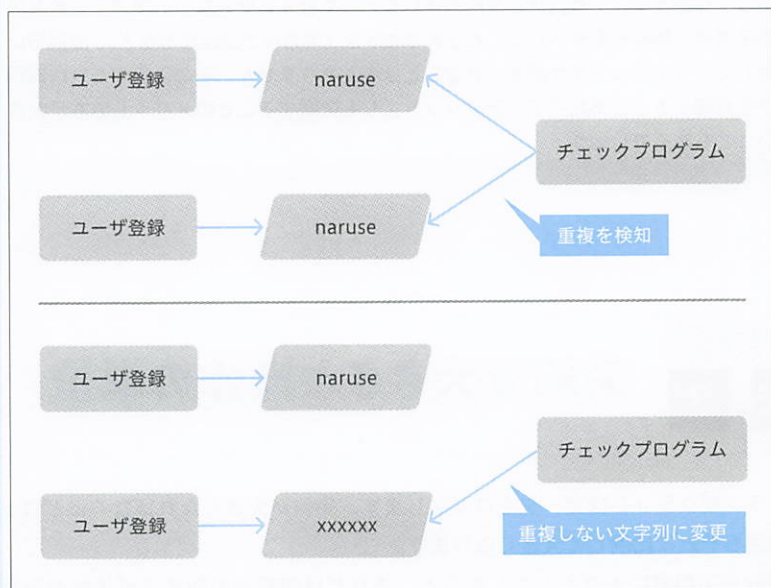 ユーザ登録
naruse
チェックプログラム
ユーザ登録
naruse
重複を検知
ユーザ登録
naruse
チェックプログラム
ユーザ登録
xxxxxx
重複しない文字列に変更